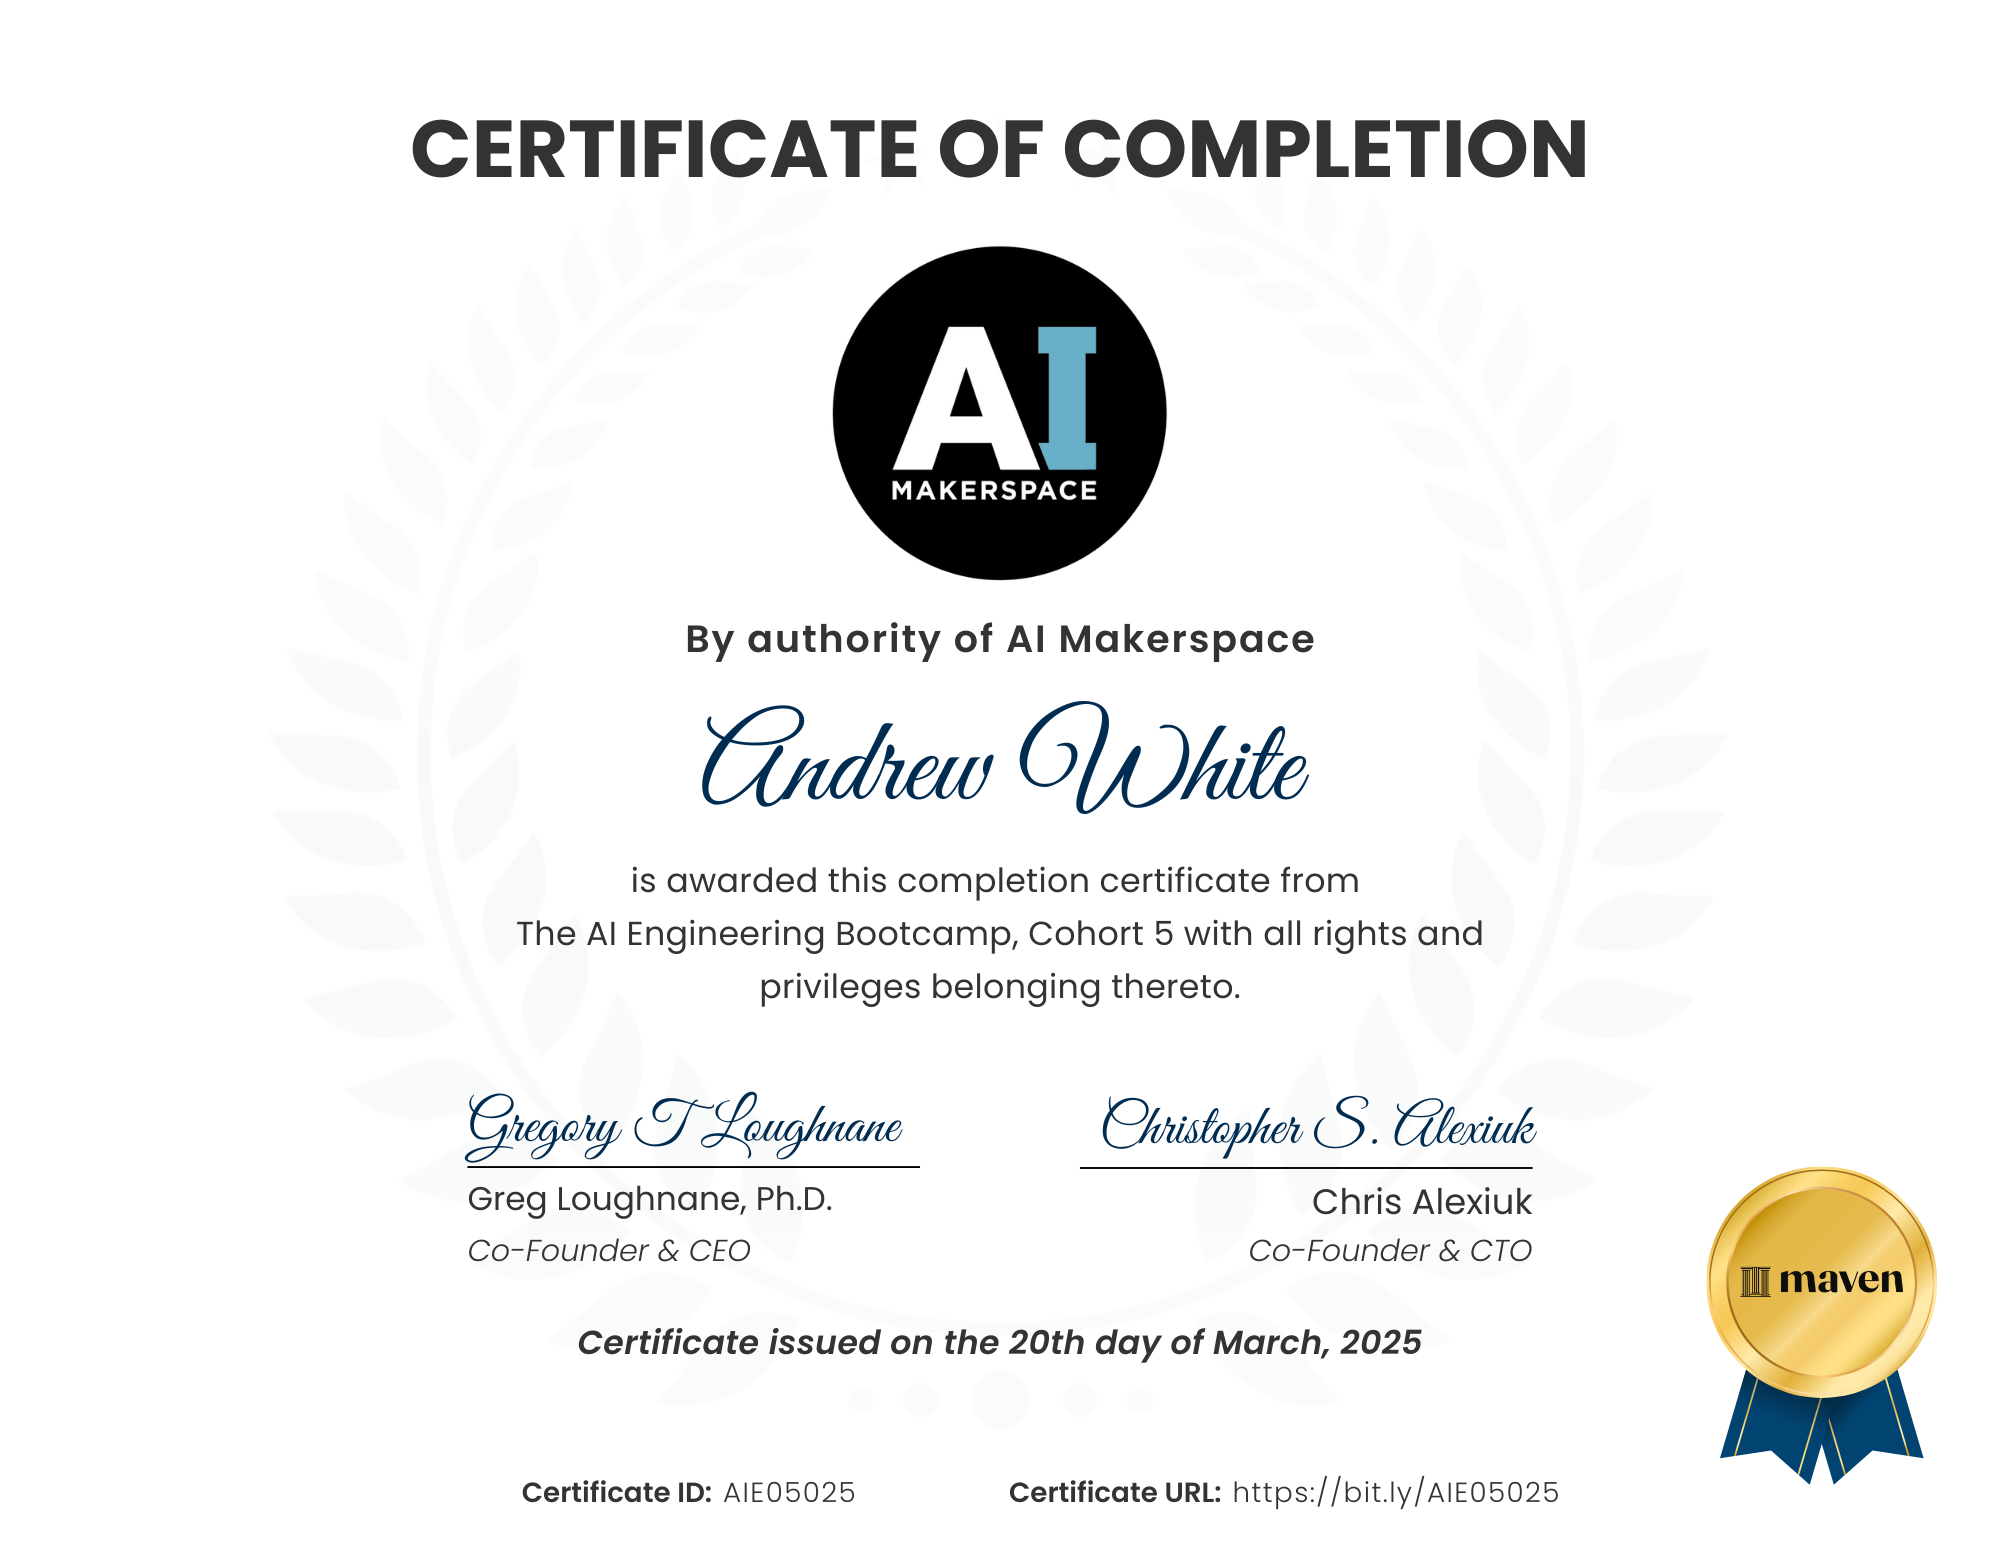 CERTIFICATE OF COMPLETION
AI
MAKERSPACE
By authority of AI Makerspace
Andrew White
is awarded this completion certificate from
The AI Engineering Bootcamp, Cohort 5 with all rights and
privileges belonging thereto.
Gregory T Loughnane
Christopher S. Alexiuk
Greg Loughnane, Ph.D.
Chris Alexiuk
Co-Founder & CEO
Co-Founder & CTO
maven
Certificate issued on the 20th day of March, 2025
Certificate ID: AIE05025
Certificate URL: https://bit.ly/AIE05025